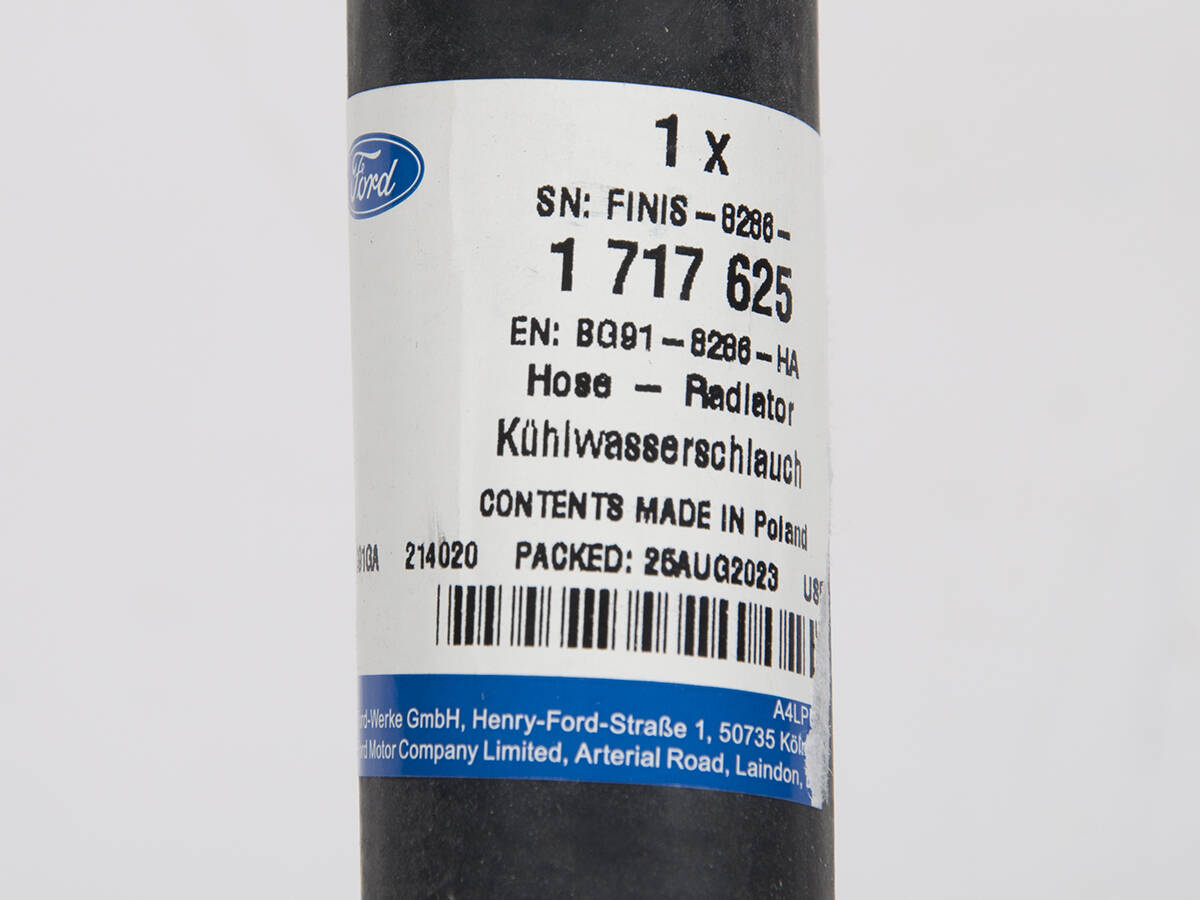 Ford
1 X
SN: FINIS-8286-
1 717 625
EN: BG91-8286-HA
Hose - Radiator
Kühlwasserschlauch
CONTENTS MADE IN Poland
214020 PACKED: 25AUG2023
Henry-Ford-Straße 1, 50735
Motor Company Limited, Arterial Road, Laindon,